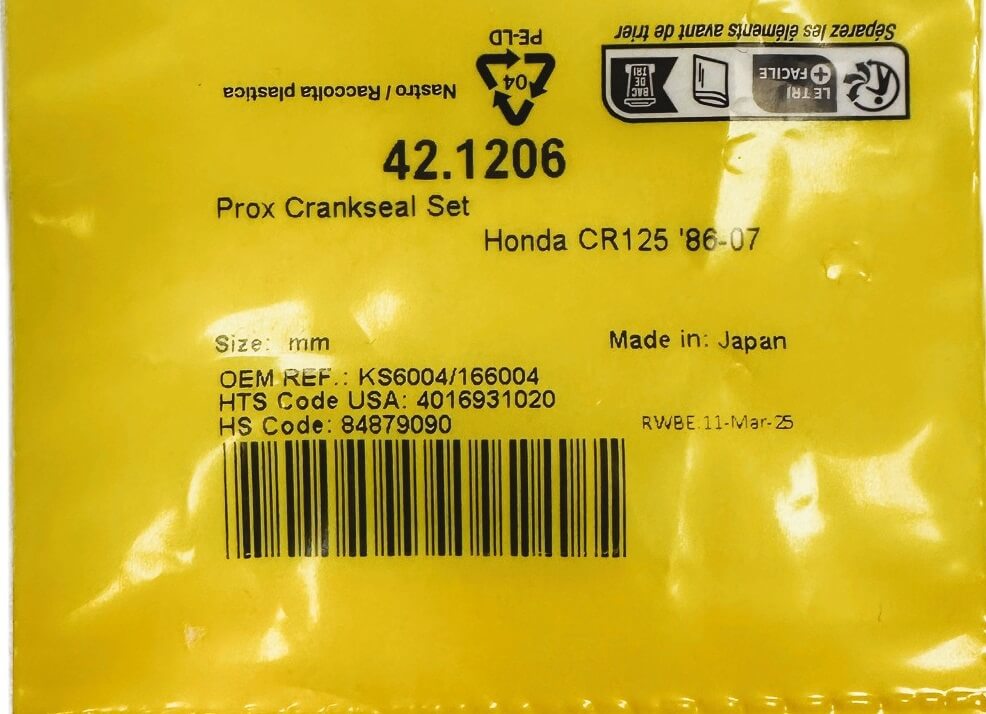 Séparez les éléments avant de trier
LE TRI
+ FACILE
BAC
DE
TRI
PE-LD
04
Nastro / Raccolta plastica
42.1206
Prox Crankseal Set
Honda CR125 '86-07
Size: mm
Made in: Japan
OEM REF.: KS6004/166004
HTS Code USA: 4016931020
HS Code: 84879090
RWBE.11-Mar-25